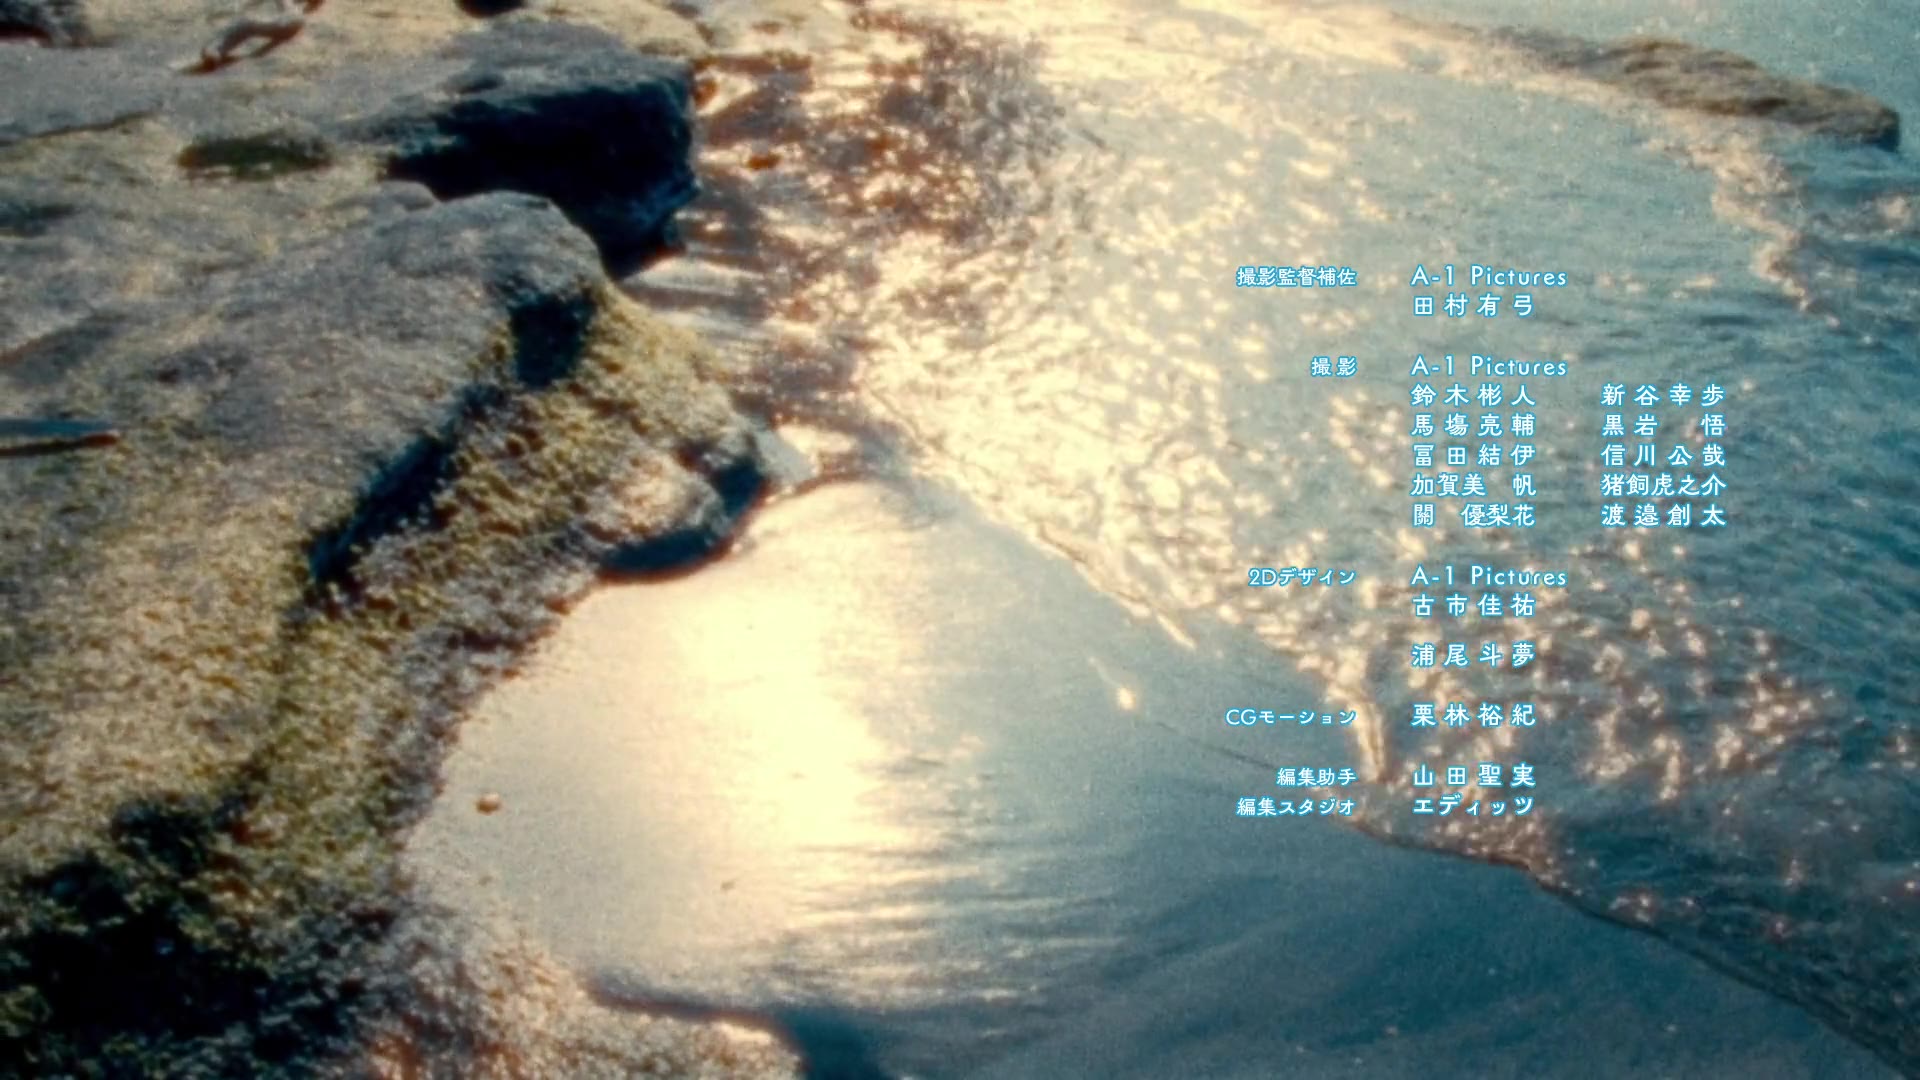 撮影監督補佐 A-1 Pictures
田村有弓
撮影 A-1 Pictures
鈴木彬人 新谷幸歩
馬塲亮輔 黒岩 悟
冨田結伊 信川公哉
加賀美 帆 猪飼虎之介
關 優梨花 渡邉創太
2Dデザイン A-1 Pictures
古市佳祐
浦尾斗夢
CGモーション 栗林裕紀
編集助手 山田聖実
編集スタジオ エディッツ